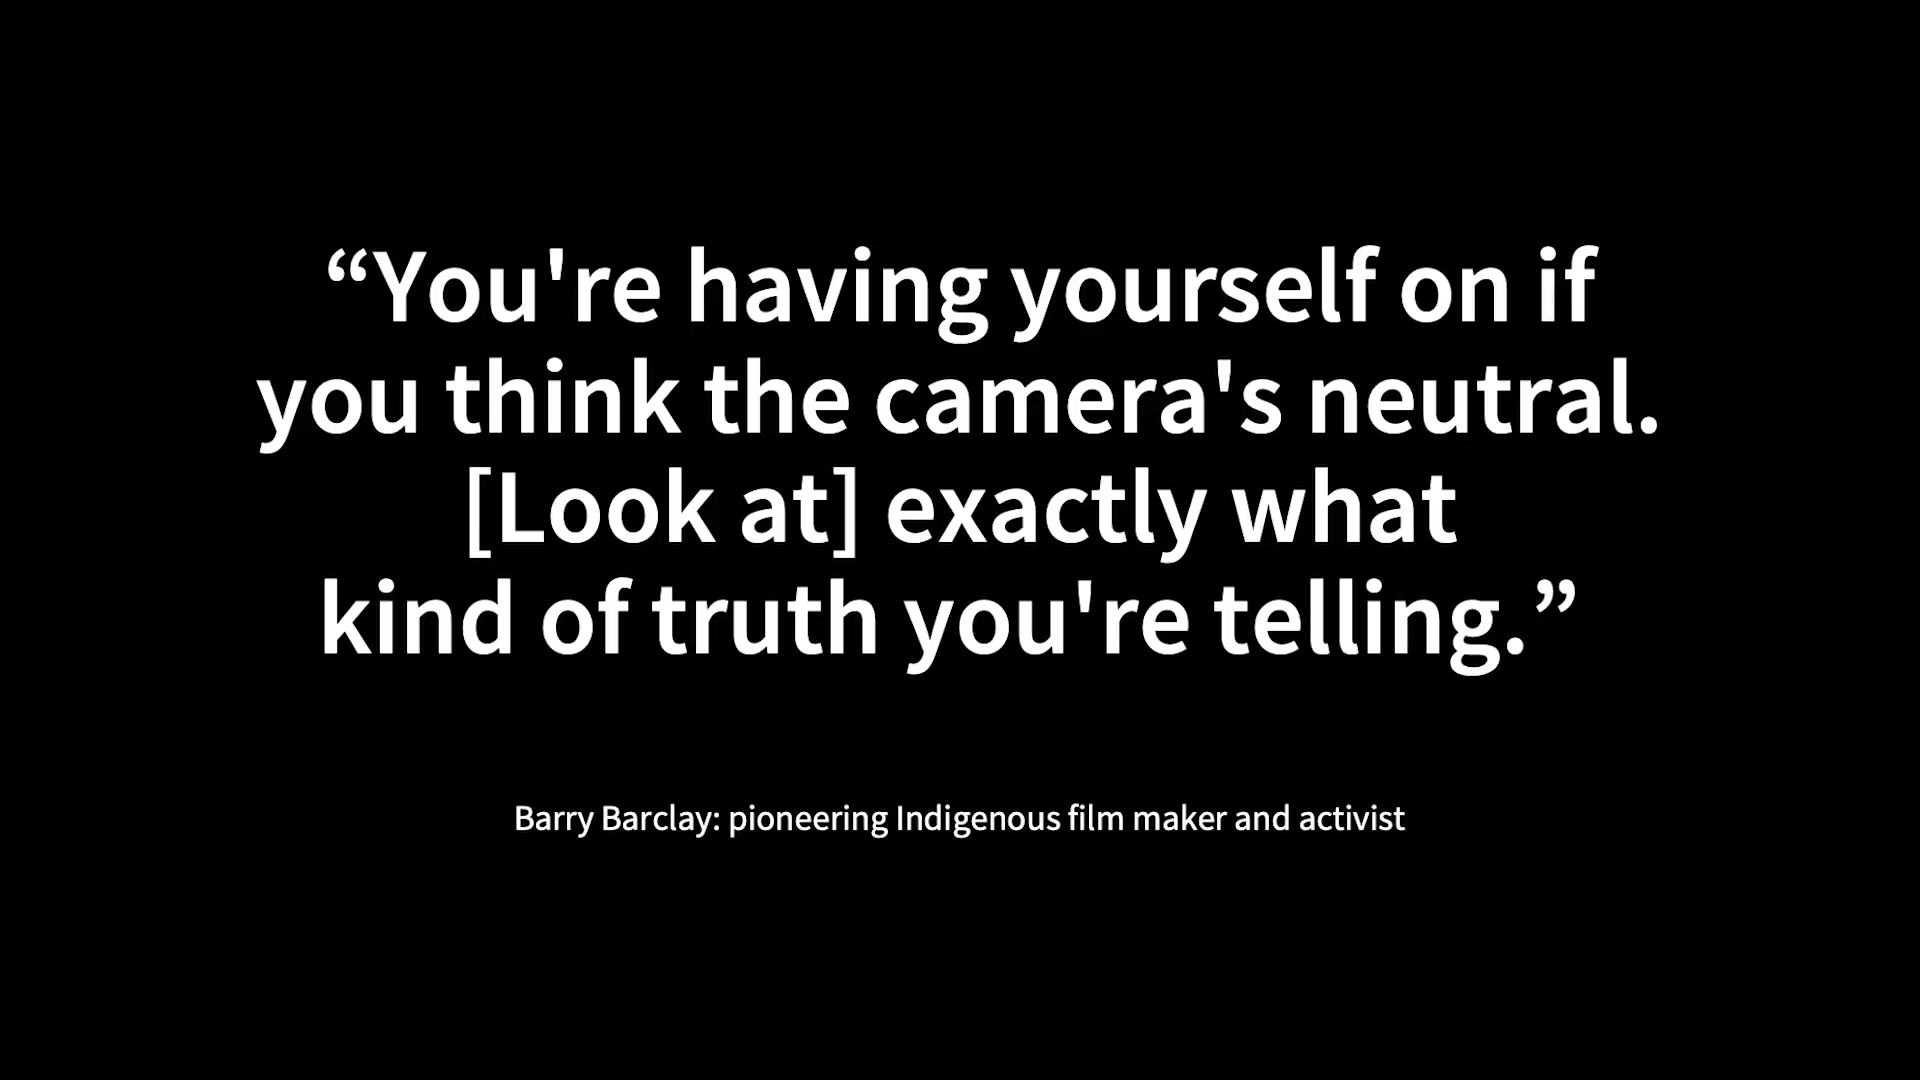 “You're having yourself on if
you think the camera's neutral.
[Look at] exactly what
kind of truth you're telling.”
Barry Barclay: pioneering Indigenous film maker and activist